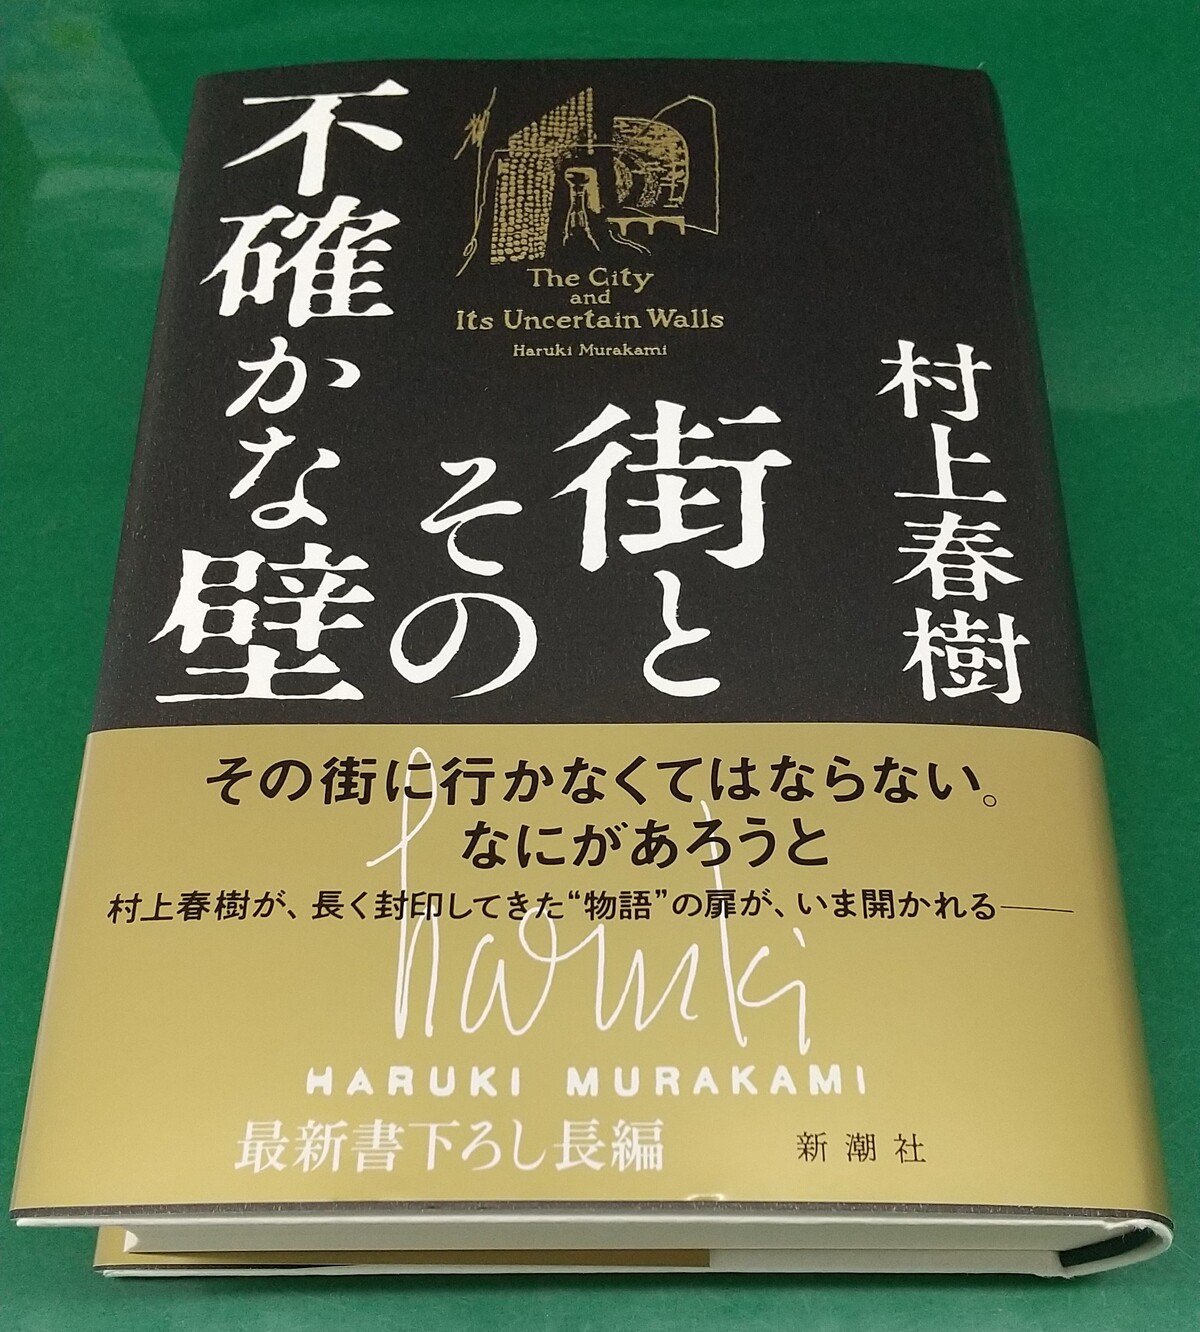 村上春樹
街と
その
不確かな壁
The City
and
Its Uncertain Walls
Haruki Murakami
その街に行かなくてはならない。
なにがあろうと
村上春樹が、長く封印してきた“物語”の扉が、いま開かれる――
haruki
HARUKI MURAKAMI
最新書下ろし長編
新潮社